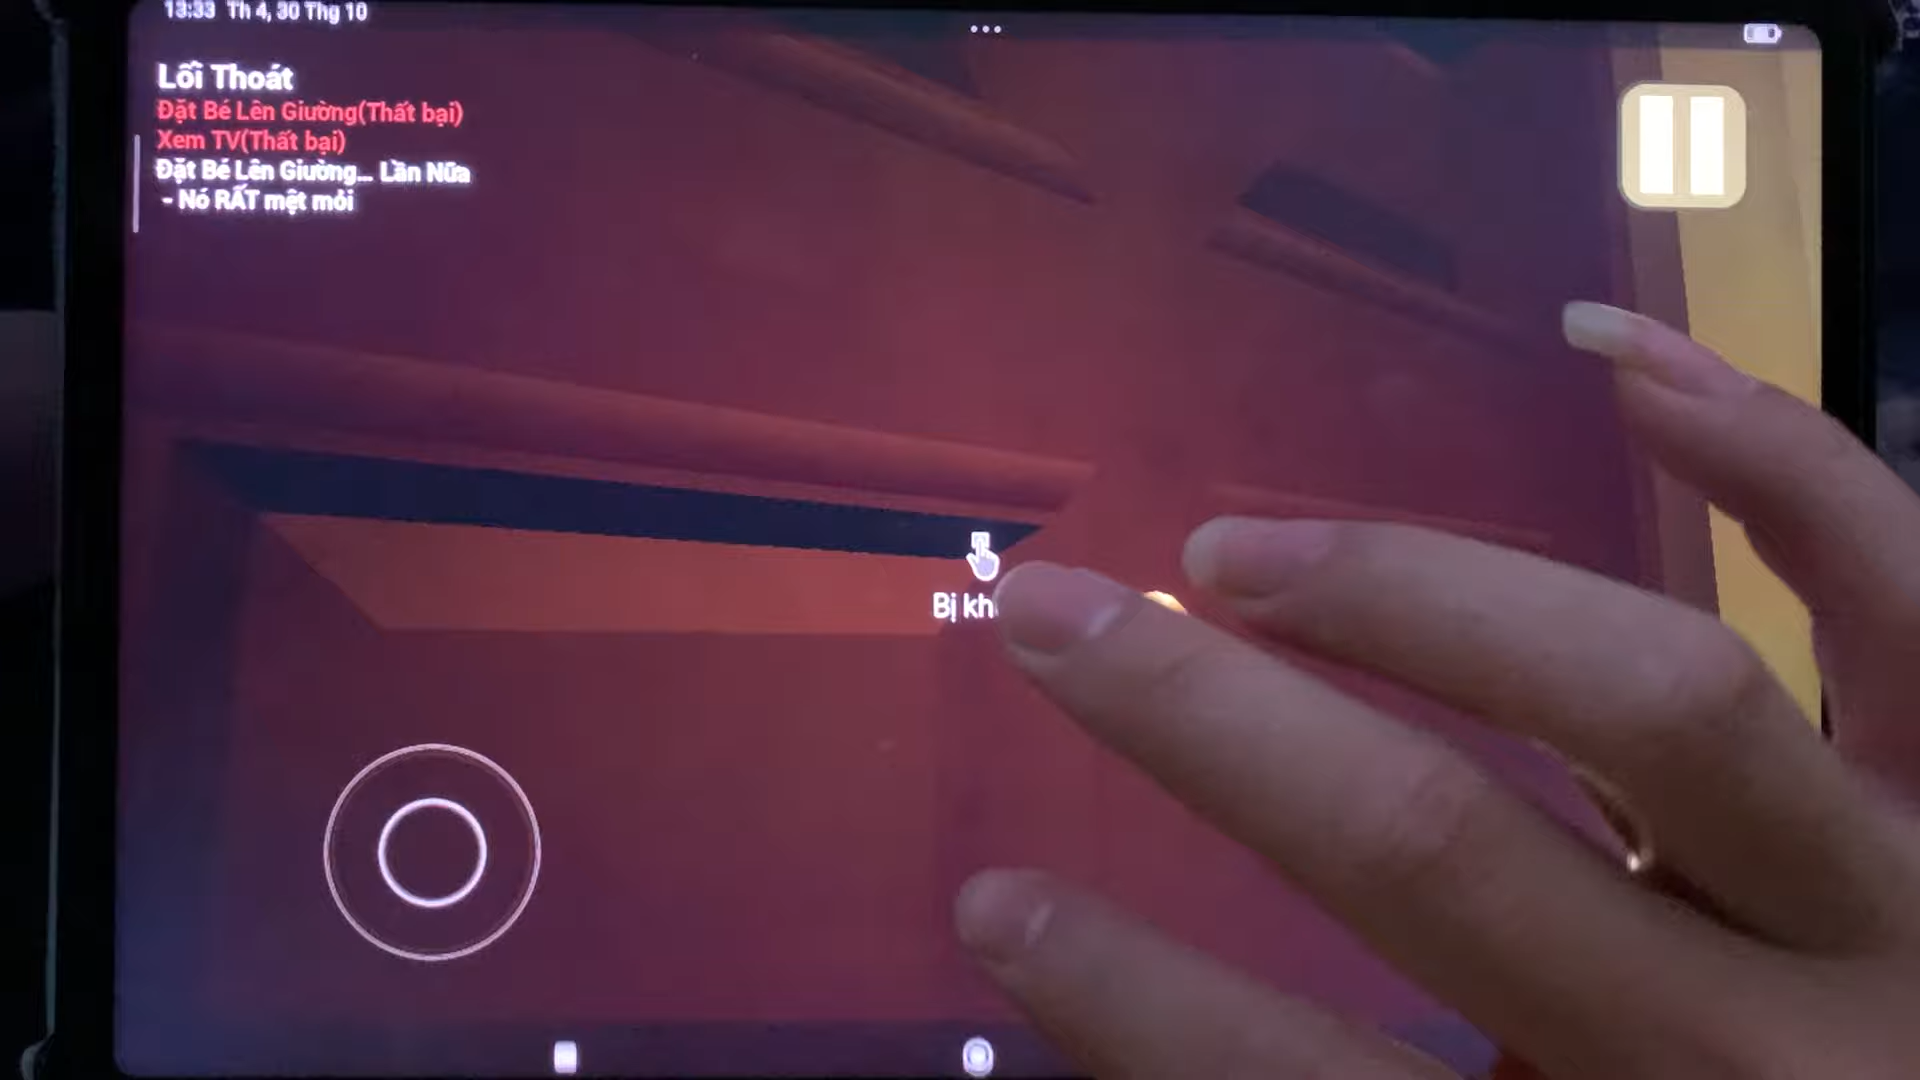 13:33 Th 4, 30 Thg 10
Lối Thoát
Đặt Bé Lên Giường(Thất bại)
Xem TV(Thất bại)
Đặt Bé Lên Giường... Lần Nữa
- Nó RẤT mệt mỏi
Bị